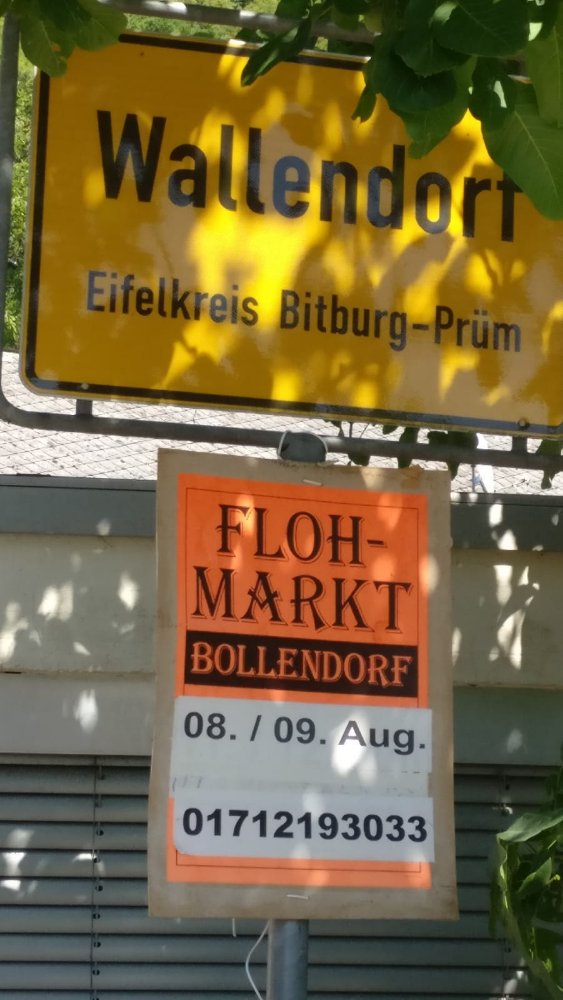 Wallendorf
Eifelkreis Bitburg-Prüm
FLOH-
MARKT
BOLLENDORF
08. / 09. Aug.
01712193033